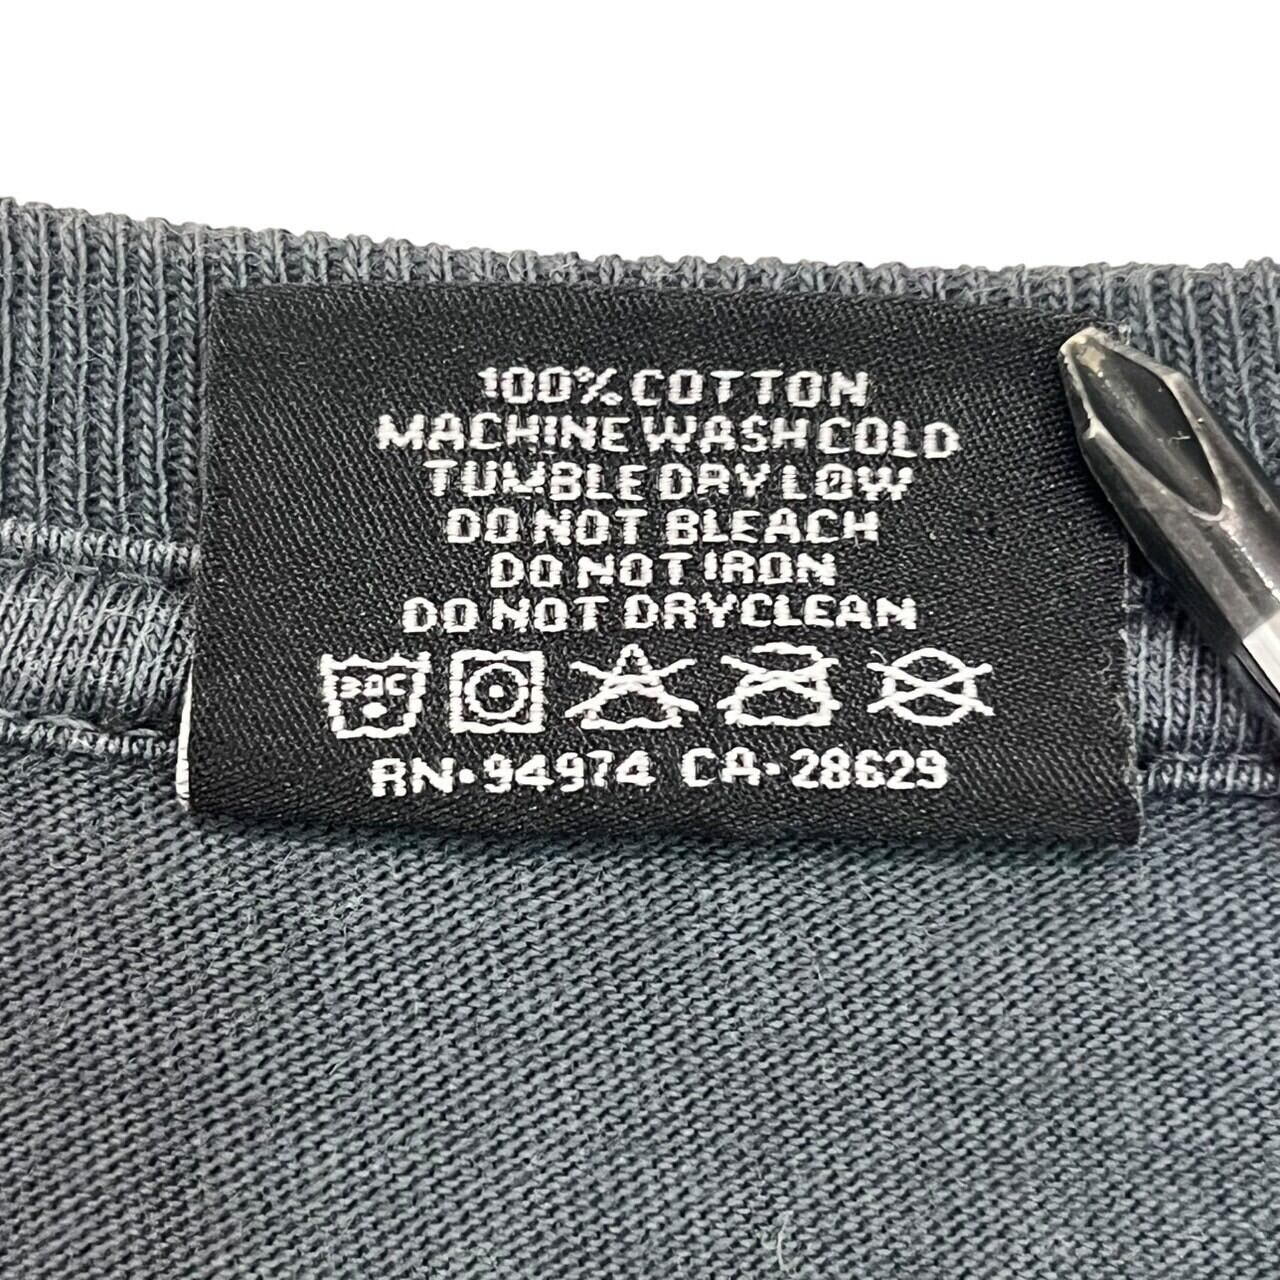 100% COTTON
MACHINE WASH COLD
TUMBLE DRY LOW
DO NOT BLEACH
DO NOT IRON
DO NOT DRYCLEAN
30C
RN·94974 CA·28629